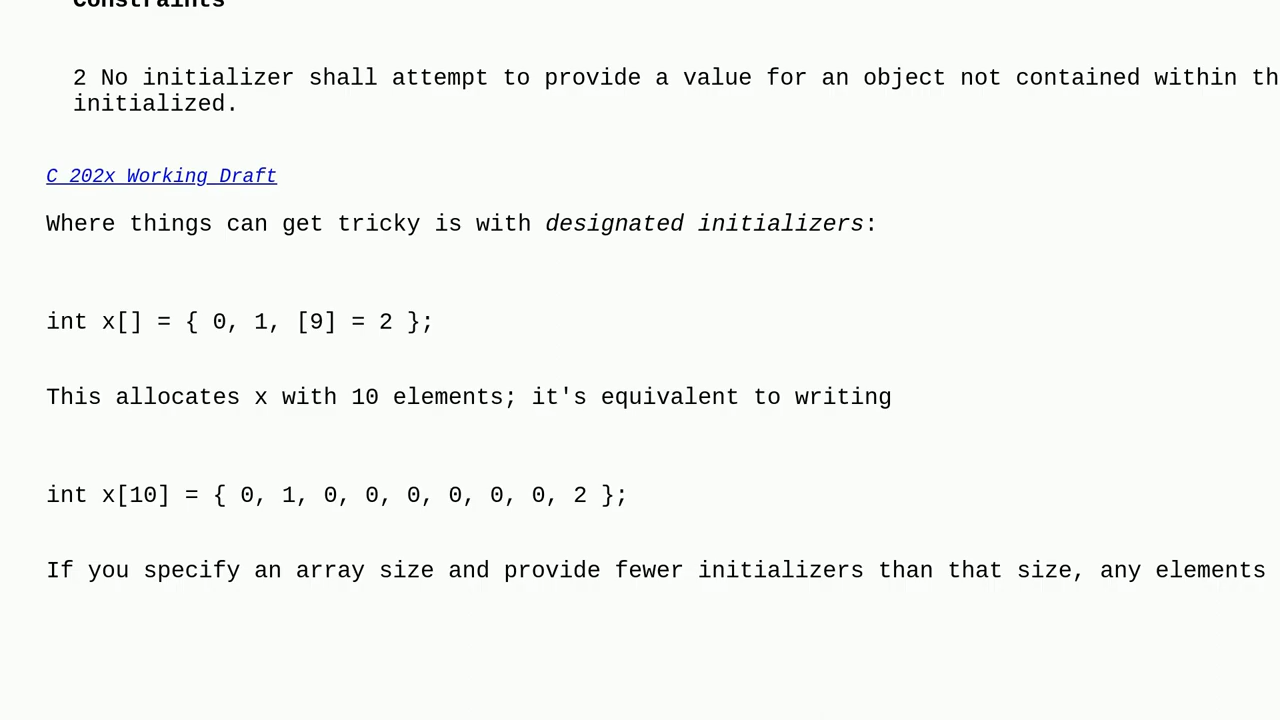 Constraints
2 No initializer shall attempt to provide a value for an object not contained within th
initialized.
C 202x Working Draft
Where things can get tricky is with designated initializers:
int x[] = { 0, 1, [9] = 2 };
This allocates x with 10 elements; it's equivalent to writing
int x[10] = { 0, 1, 0, 0, 0, 0, 0, 0, 2 };
If you specify an array size and provide fewer initializers than that size, any elements